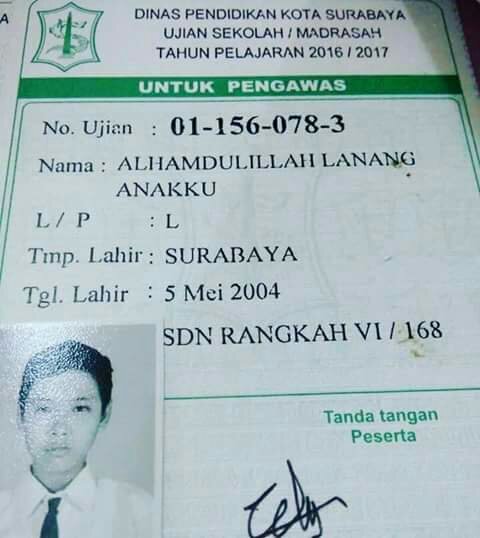 DINAS PENDIDIKAN KOTA SURABAYA
UJIAN SEKOLAH / MADRASAH
TAHUN PELAJARAN 2016 / 2017
UNTUK PENGAWAS
No. Ujian : 01-156-078-3
Nama : ALHAMDULILLAH LANANG
ANAKKU
L / P : L
Tmp. Lahir : SURABAYA
Tgl. Lahir : 5 Mei 2004
SDN RANGKAH VI / 168
Tanda tangan
Peserta